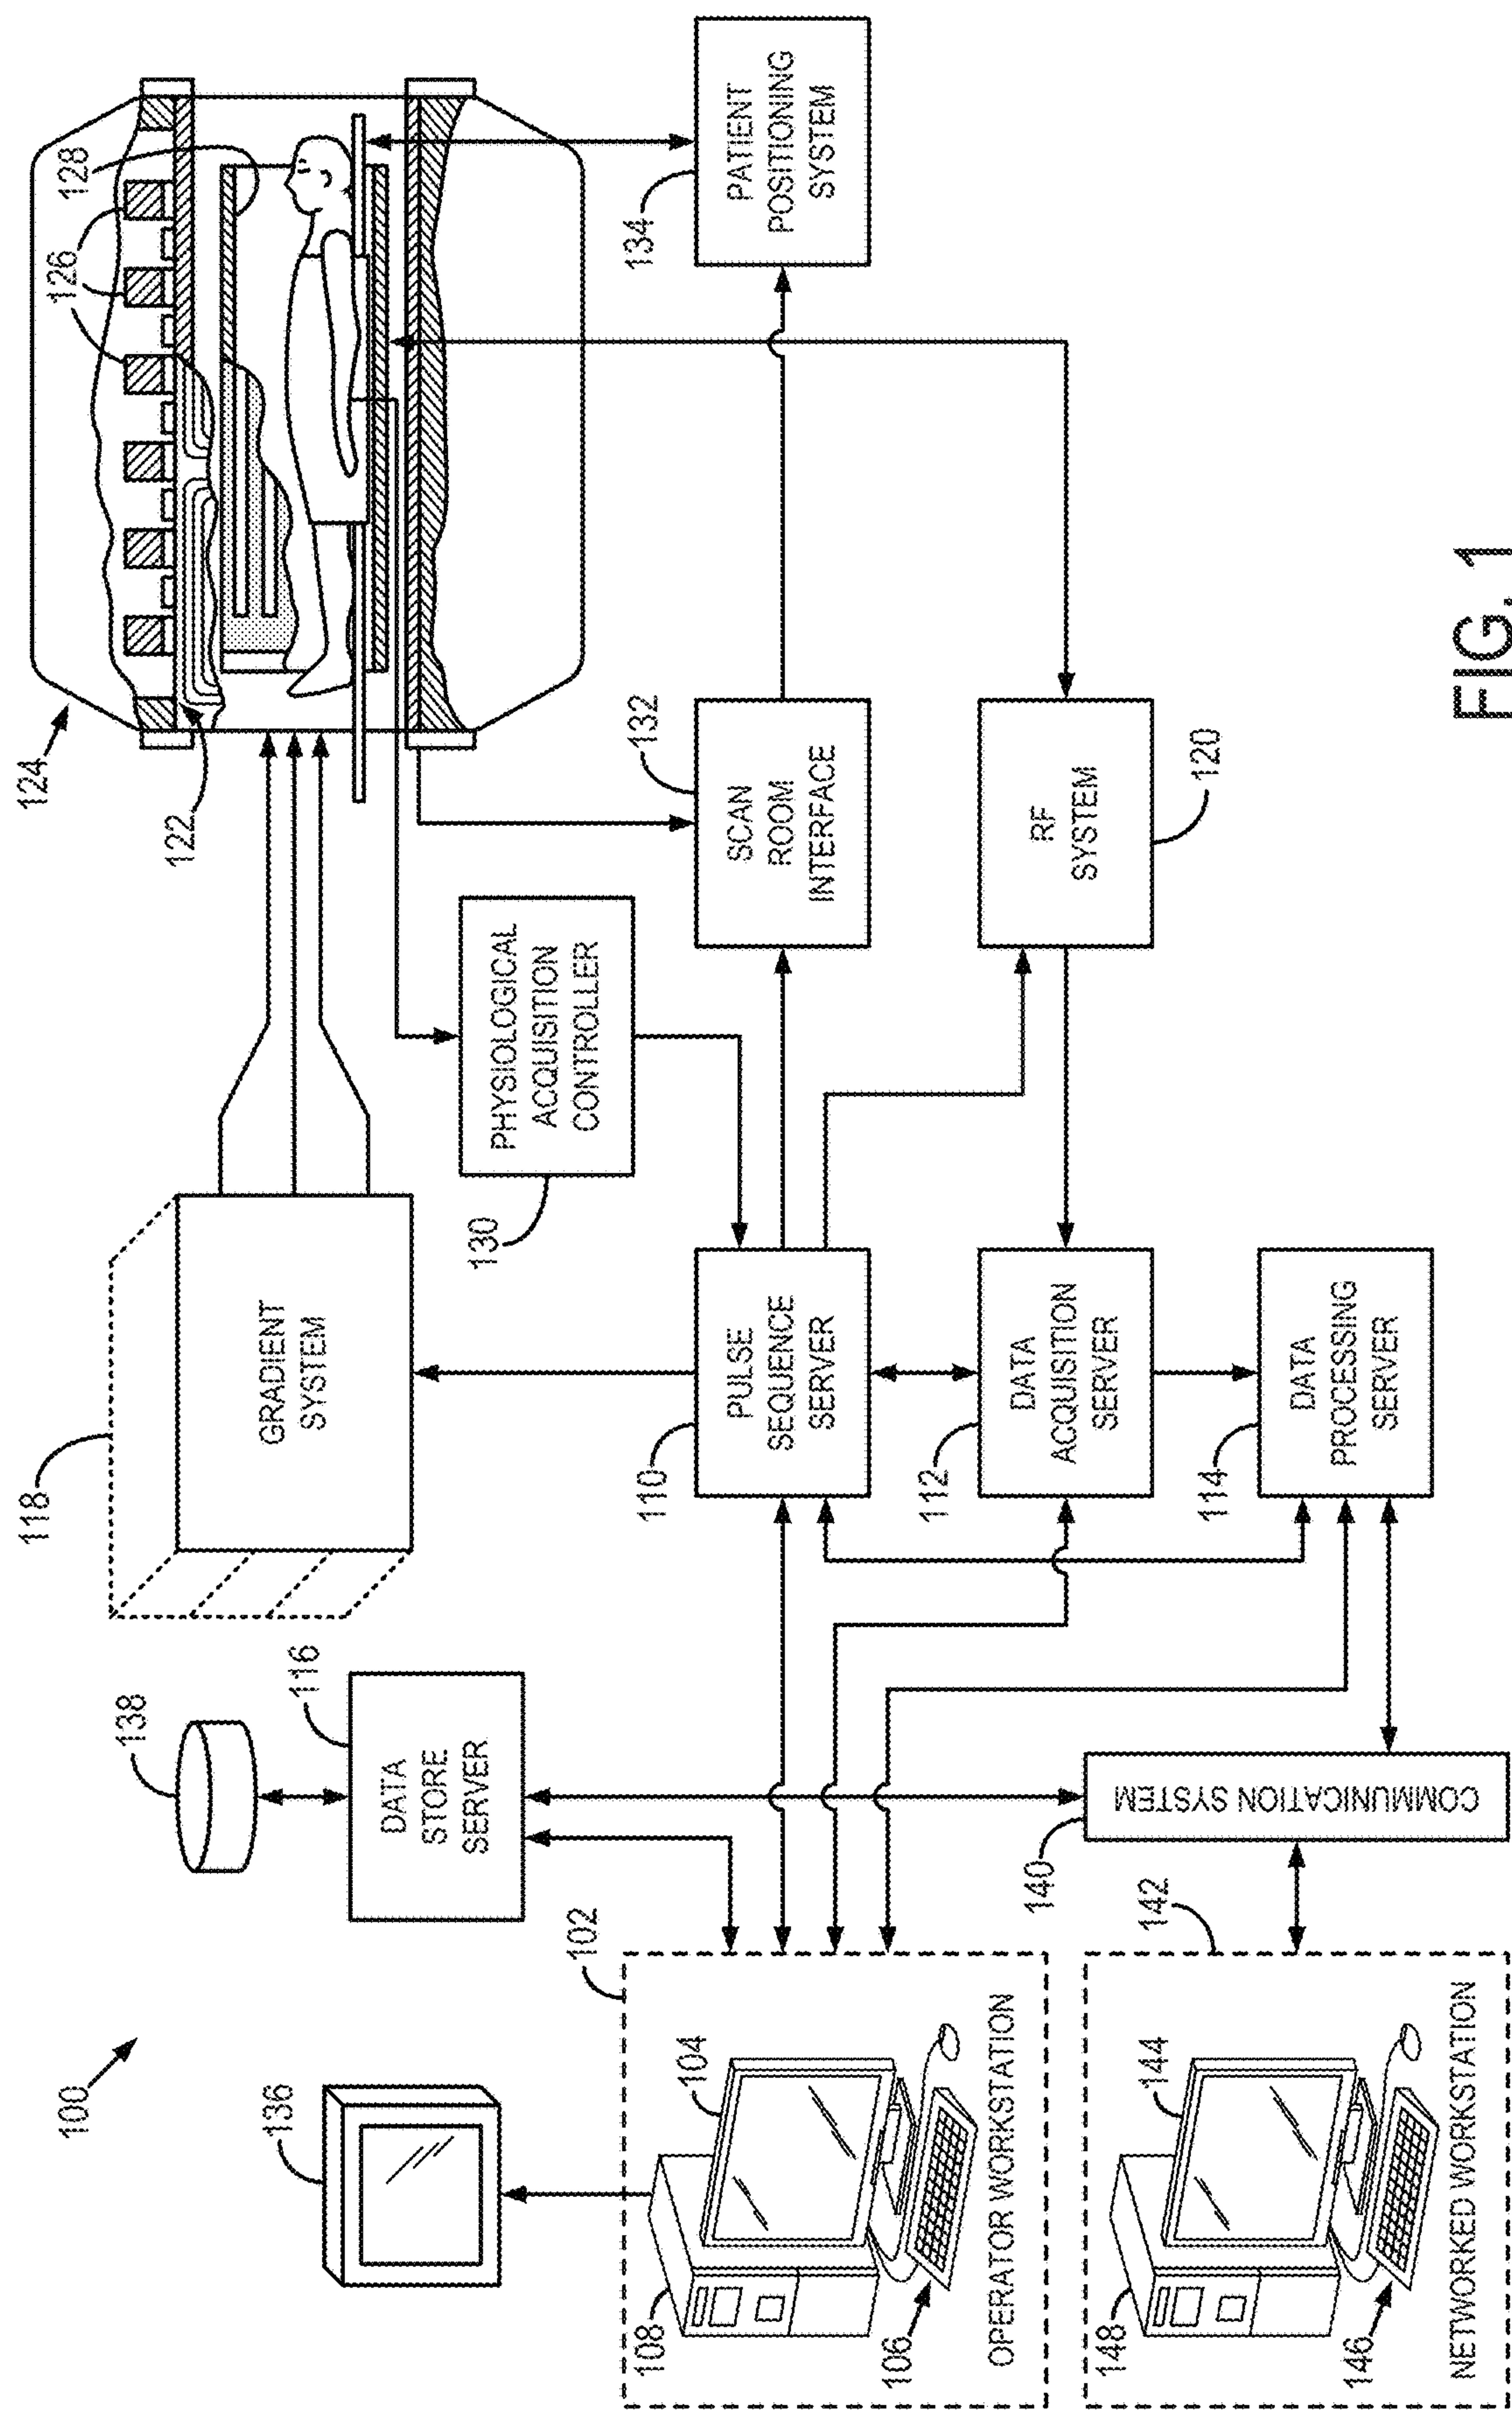 100
136
138
116
DATA
STORE
SERVER
118
GRADIENT
SYSTEM
124
122
126
128
130
PHYSIOLOGICAL
ACQUISITION
CONTROLLER
102
104
108
106
OPERATOR WORKSTATION
110
PULSE
SEQUENCE
SERVER
132
SCAN
ROOM
INTERFACE
134
PATIENT
POSITIONING
SYSTEM
112
DATA
ACQUISITION
SERVER
RF
SYSTEM
120
114
DATA
PROCESSING
SERVER
140
COMMUNICATION SYSTEM
142
144
148
146
NETWORKED WORKSTATION
FIG. 1